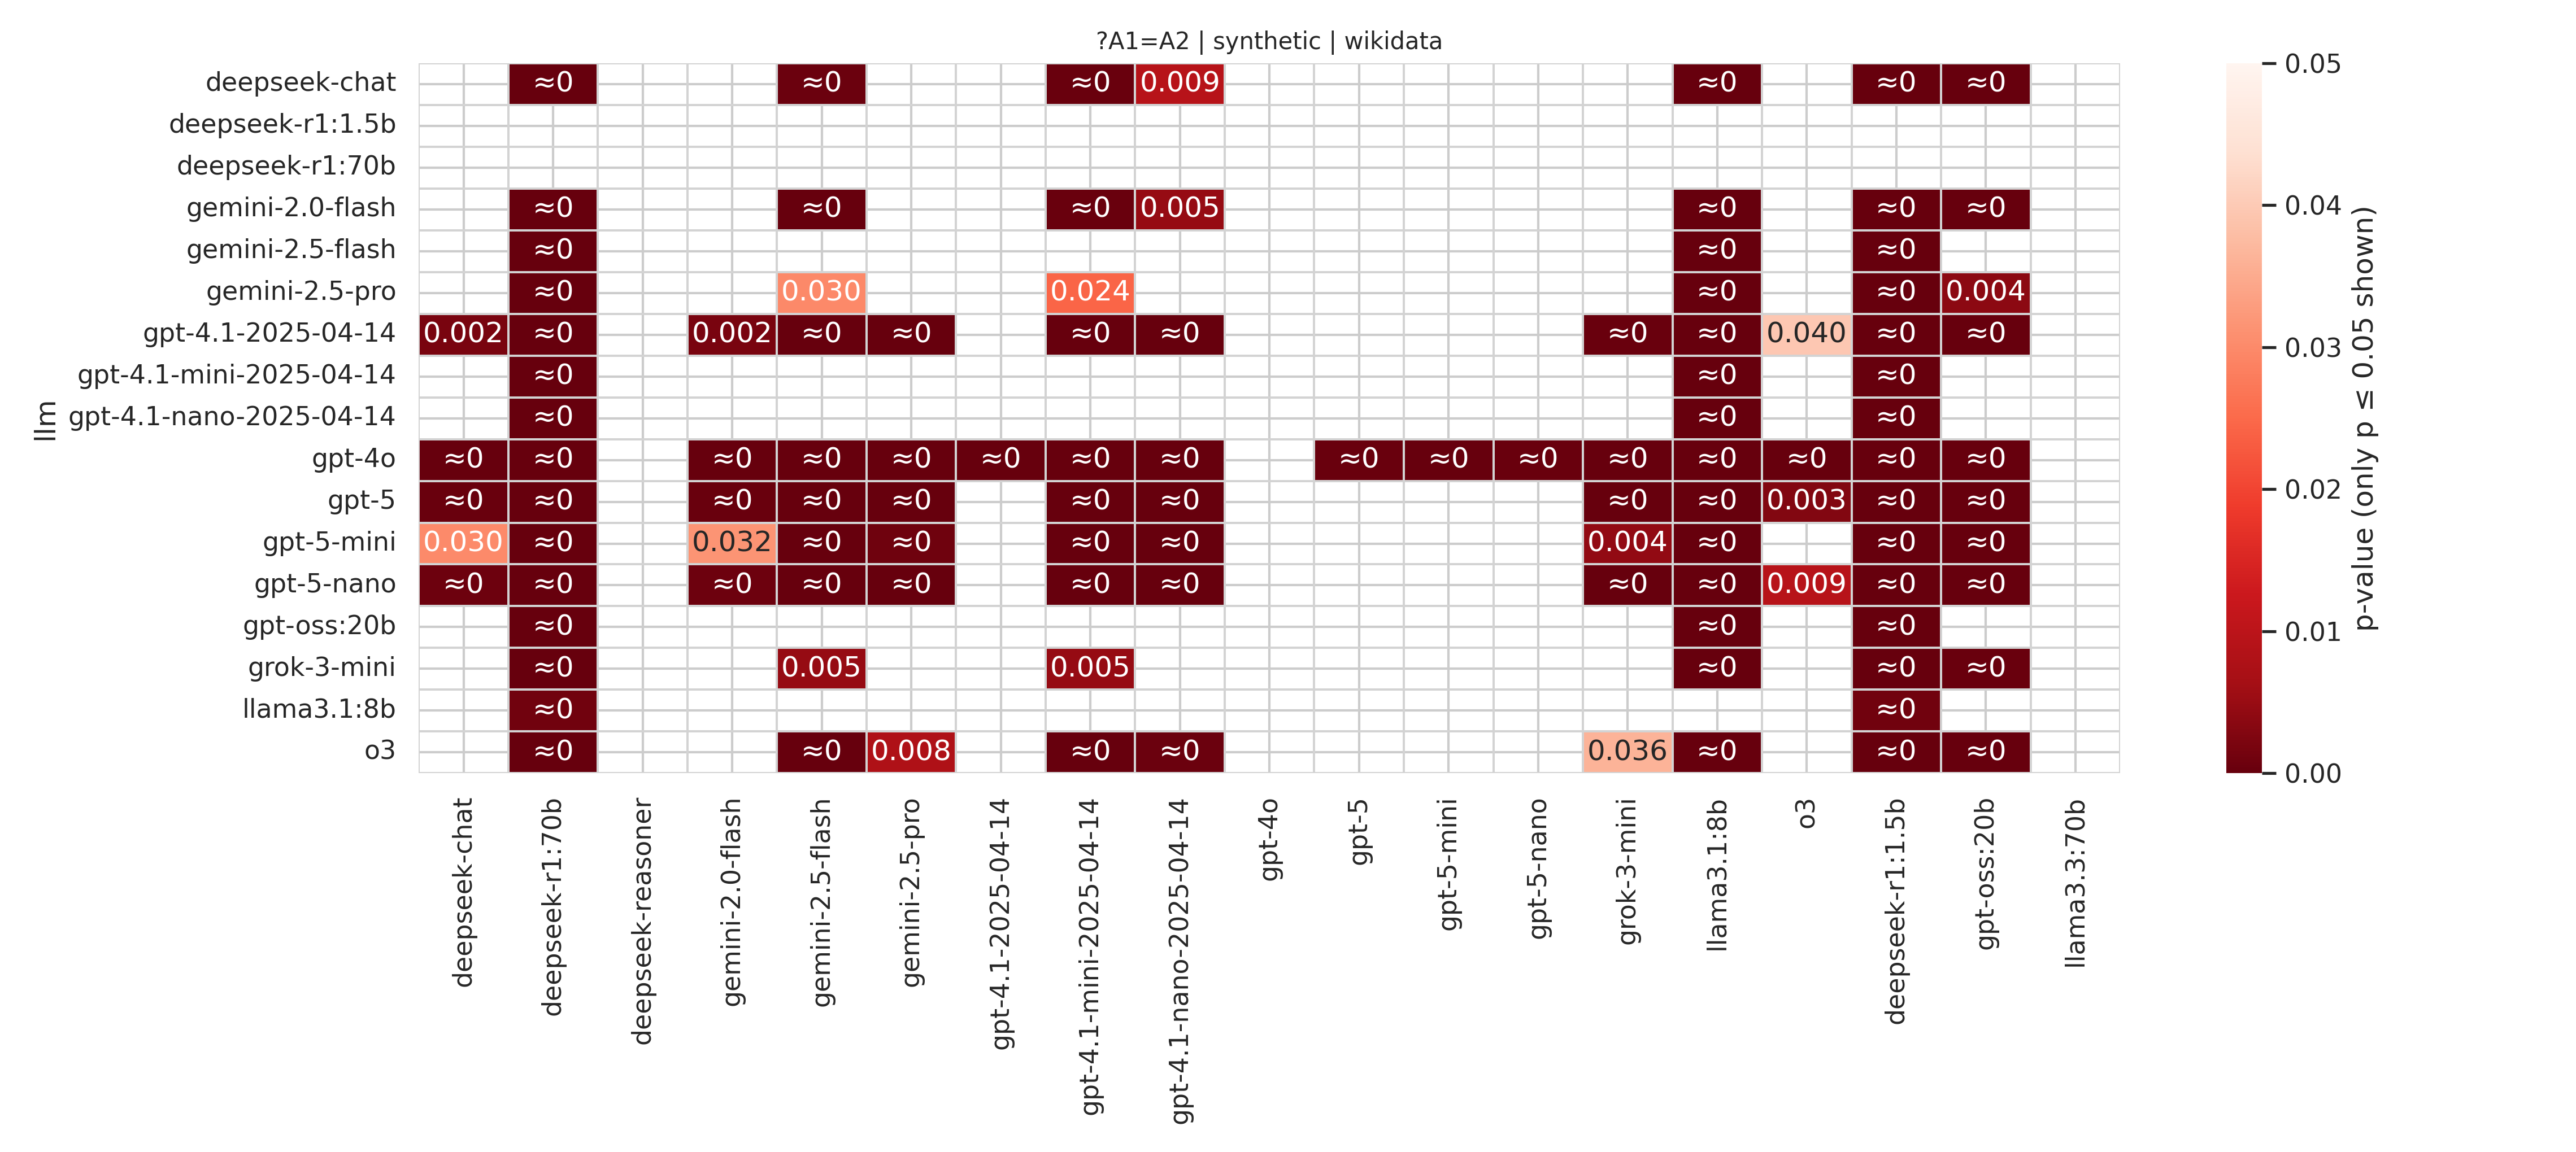 ?A1=A2 | synthetic | wikidata
deepseek-chat ≈0 ≈0 ≈0 0.009 ≈0 ≈0 ≈0
deepseek-r1:1.5b
deepseek-r1:70b
gemini-2.0-flash ≈0 ≈0 ≈0 0.005 ≈0 ≈0 ≈0
gemini-2.5-flash ≈0 ≈0 ≈0
gemini-2.5-pro ≈0 0.030 0.024 ≈0 ≈0 0.004
gpt-4.1-2025-04-14 0.002 ≈0 0.002 ≈0 ≈0 ≈0 ≈0 ≈0 ≈0 0.040 ≈0 ≈0
gpt-4.1-mini-2025-04-14 ≈0 ≈0 ≈0
gpt-4.1-nano-2025-04-14 ≈0 ≈0 ≈0
gpt-4o ≈0 ≈0 ≈0 ≈0 ≈0 ≈0 ≈0 ≈0 ≈0 ≈0 ≈0 ≈0 ≈0 ≈0 ≈0 ≈0
gpt-5 ≈0 ≈0 ≈0 ≈0 ≈0 ≈0 ≈0 ≈0 ≈0 0.003 ≈0 ≈0
gpt-5-mini 0.030 ≈0 0.032 ≈0 ≈0 ≈0 ≈0 0.004 ≈0 ≈0 ≈0
gpt-5-nano ≈0 ≈0 ≈0 ≈0 ≈0 ≈0 ≈0 ≈0 ≈0 0.009 ≈0 ≈0
gpt-oss:20b ≈0 ≈0 ≈0
grok-3-mini ≈0 0.005 0.005 ≈0 ≈0 ≈0
llama3.1:8b ≈0 ≈0
o3 ≈0 ≈0 0.008 ≈0 ≈0 0.036 ≈0 ≈0 ≈0
llm
deepseek-chat
deepseek-r1:70b
deepseek-reasoner
gemini-2.0-flash
gemini-2.5-flash
gemini-2.5-pro
gpt-4.1-2025-04-14
gpt-4.1-mini-2025-04-14
gpt-4.1-nano-2025-04-14
gpt-4o
gpt-5
gpt-5-mini
gpt-5-nano
grok-3-mini
llama3.1:8b
o3
deepseek-r1:1.5b
gpt-oss:20b
llama3.3:70b
0.05
0.04
0.03
0.02
0.01
0.00
p-value (only p ≤ 0.05 shown)